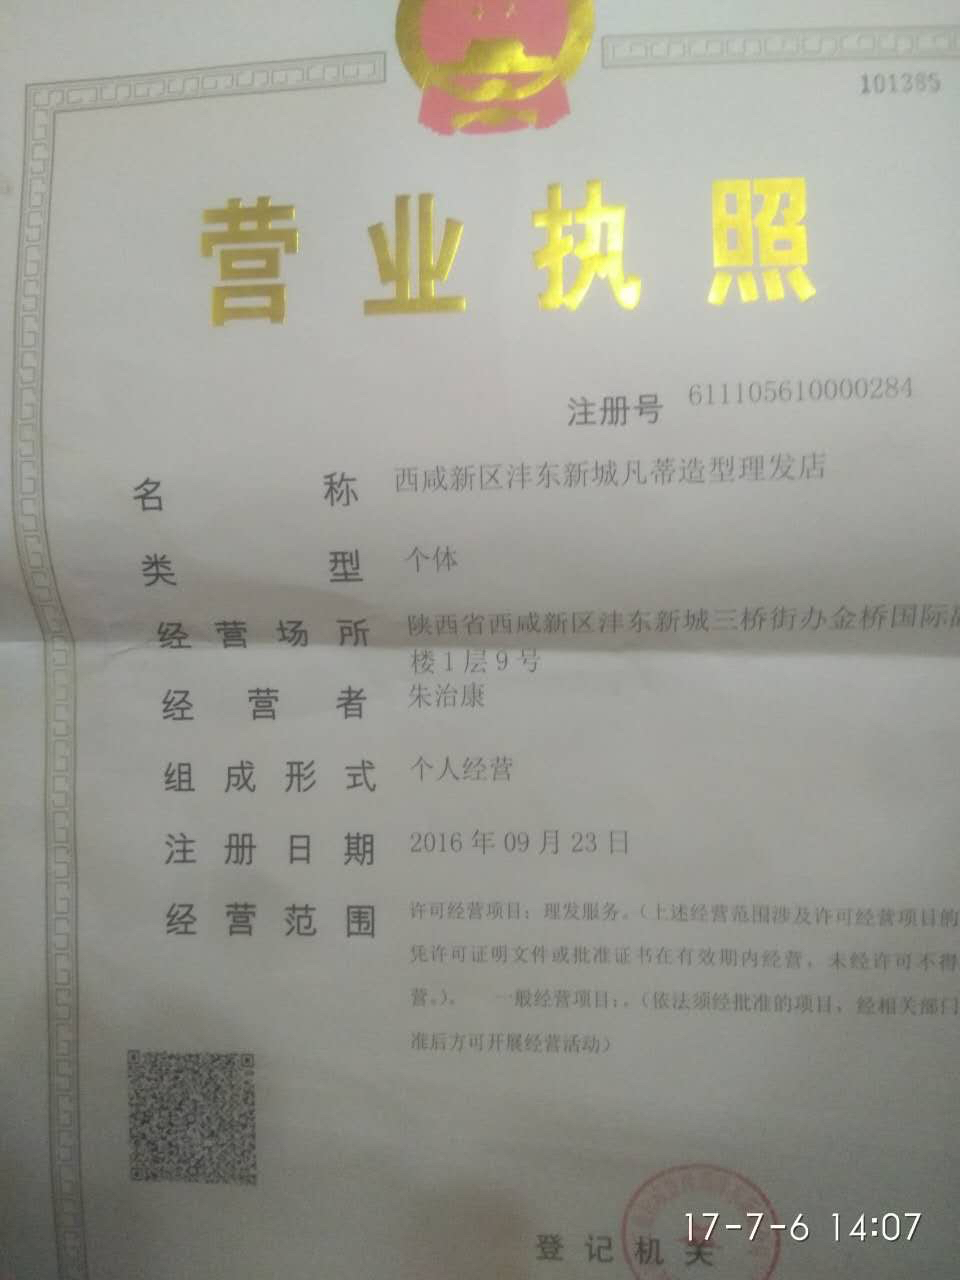 101385
营业执照
注册号 611105610000284
名称 西咸新区沣东新城凡蒂造型理发店
类型 个体
经营场所 陕西省西咸新区沣东新城三桥街办金桥国际
楼1层9号
经营者 朱治康
组成形式 个人经营
注册日期 2016年09月23日
经营范围 许可经营项目：理发服务。（上述经营范围涉及许可经营项目的
凭许可证明文件或批准证书在有效期内经营，未经许可不得
营。）。 一般经营项目：。（依法须经批准的项目，经相关部门
准后方可开展经营活动）
登记机关
17-7-6 14:07